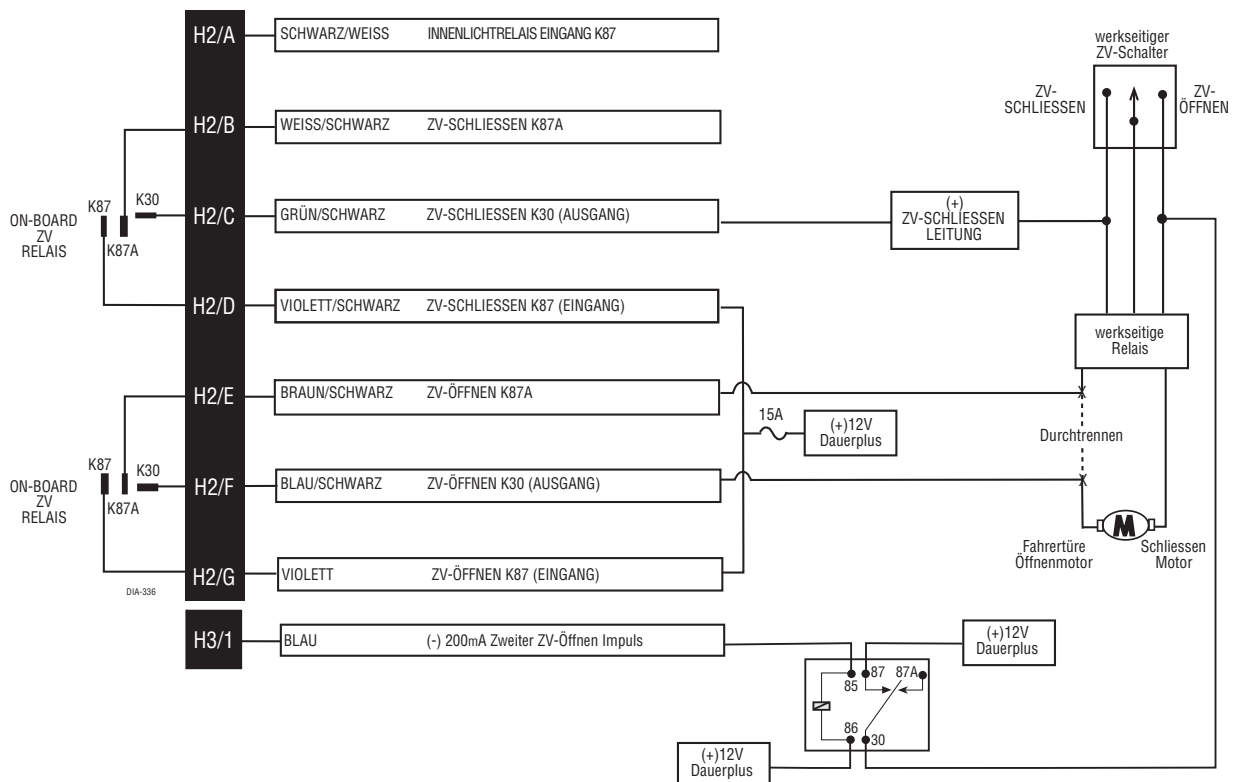 H2/A SCHWARZ/WEISS INNENLICHTRELAIS EINGANG K87
werkseitiger
ZV-Schalter
ZV-
SCHLIESSEN
ZV-
ÖFFNEN
H2/B WEISS/SCHWARZ ZV-SCHLIESSEN K87A
K87
K30
K87A
ON-BOARD
ZV
RELAIS
H2/C GRÜN/SCHWARZ ZV-SCHLIESSEN K30 (AUSGANG)
(+)
ZV-SCHLIESSEN
LEITUNG
H2/D VIOLETT/SCHWARZ ZV-SCHLIESSEN K87 (EINGANG)
werkseitige
Relais
H2/E BRAUN/SCHWARZ ZV-ÖFFNEN K87A
15A
(+)12V
Dauerplus
Durchtrennen
K87
K30
K87A
ON-BOARD
ZV
RELAIS
H2/F BLAU/SCHWARZ ZV-ÖFFNEN K30 (AUSGANG)
M
Fahrertüre
Öffnenmotor
Schliessen
Motor
H2/G VIOLETT ZV-ÖFFNEN K87 (EINGANG)
DIA-336
H3/1 BLAU (-) 200mA Zweiter ZV-Öffnen Impuls
(+)12V
Dauerplus
87 87A
85
86
30
(+)12V
Dauerplus